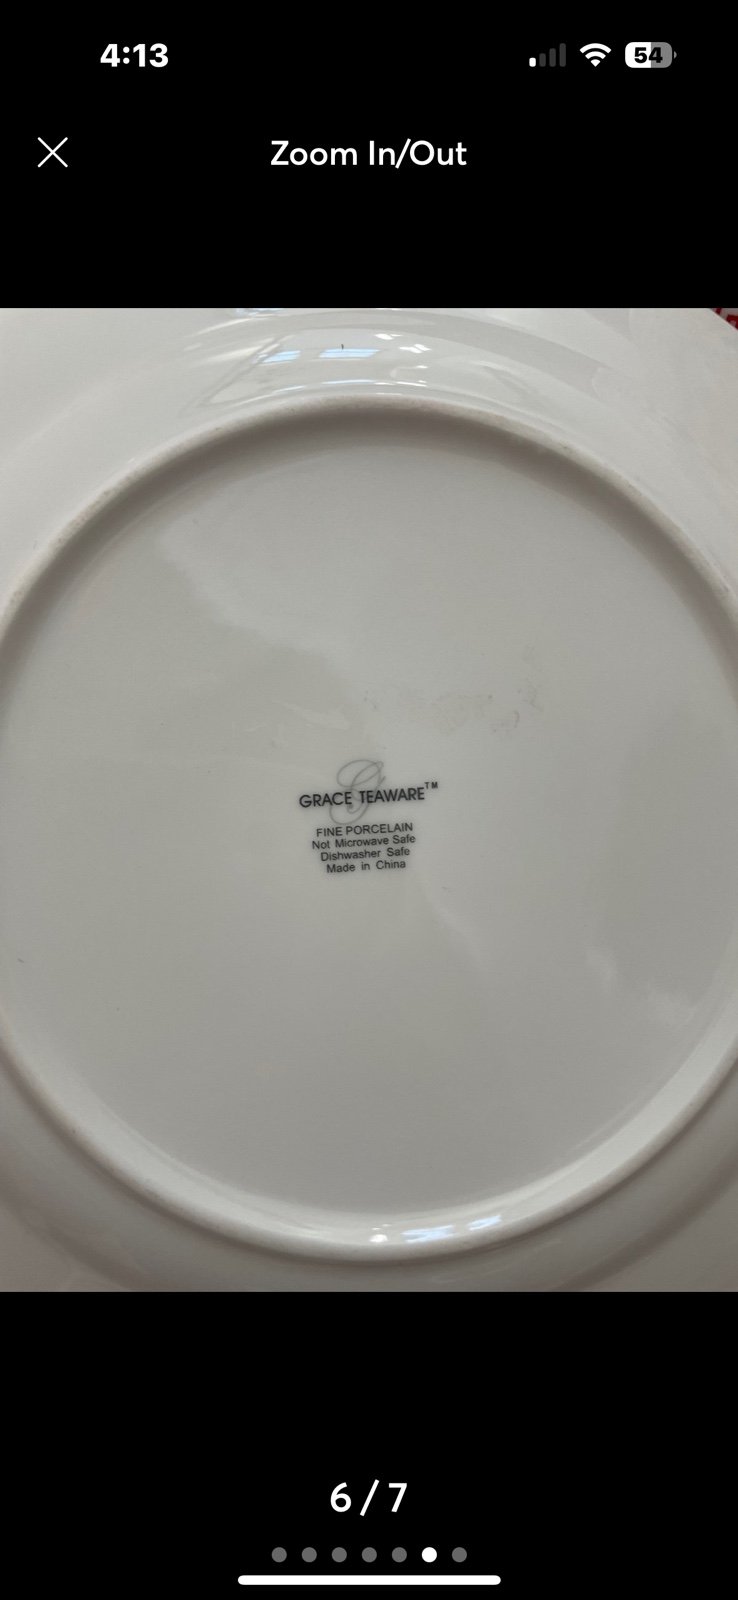 4:13
54
Zoom In/Out
G
GRACE TEAWARE™
FINE PORCELAIN
Not Microwave Safe
Dishwasher Safe
Made in China
6 / 7